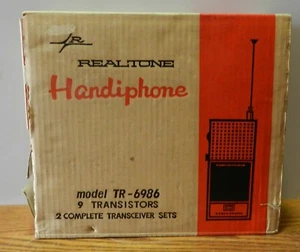 REALTONE
Handiphone
model TR-6986
9 TRANSISTORS
2 COMPLETE TRANSCEIVER SETS